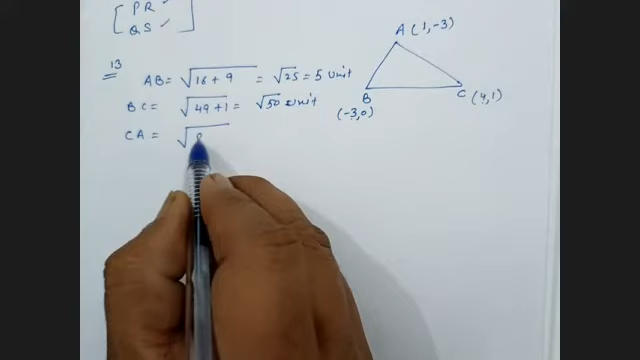 PR ✓
QS ✓
13
AB = √16 + 9 = √25 = 5 unit
BC = √49 + 1 = √50 unit
CA = √
A (1, -3)
B
(-3, 0)
C (4, 1)